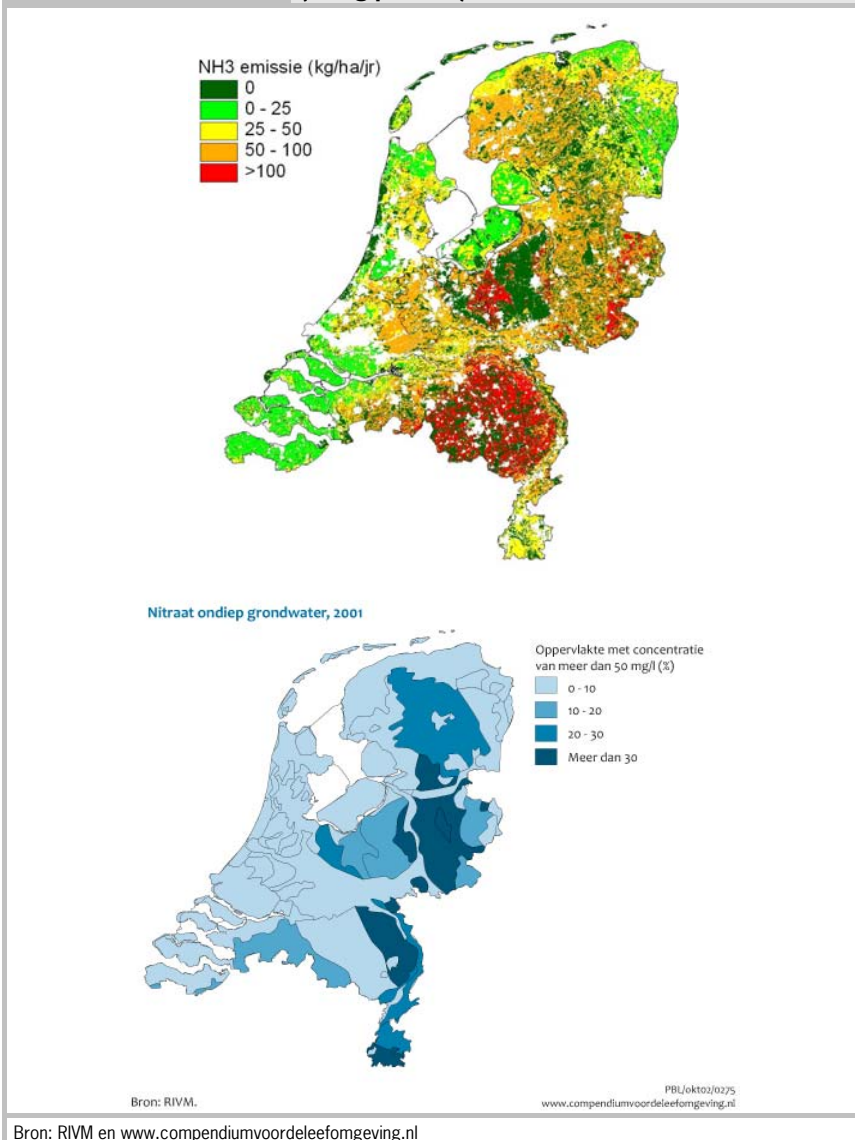 NH3 emissie (kg/ha/jr)
0
0 - 25
25 - 50
50 - 100
>100
Nitraat ondiep grondwater, 2001
Oppervlakte met concentratie
van meer dan 50 mg/l (%)
0 - 10
10 - 20
20 - 30
Meer dan 30
Bron: RIVM.
PBL/okt02/0275
www.compendiumvoordeleefomgeving.nl
Bron: RIVM en www.compendiumvoordeleefomgeving.nl